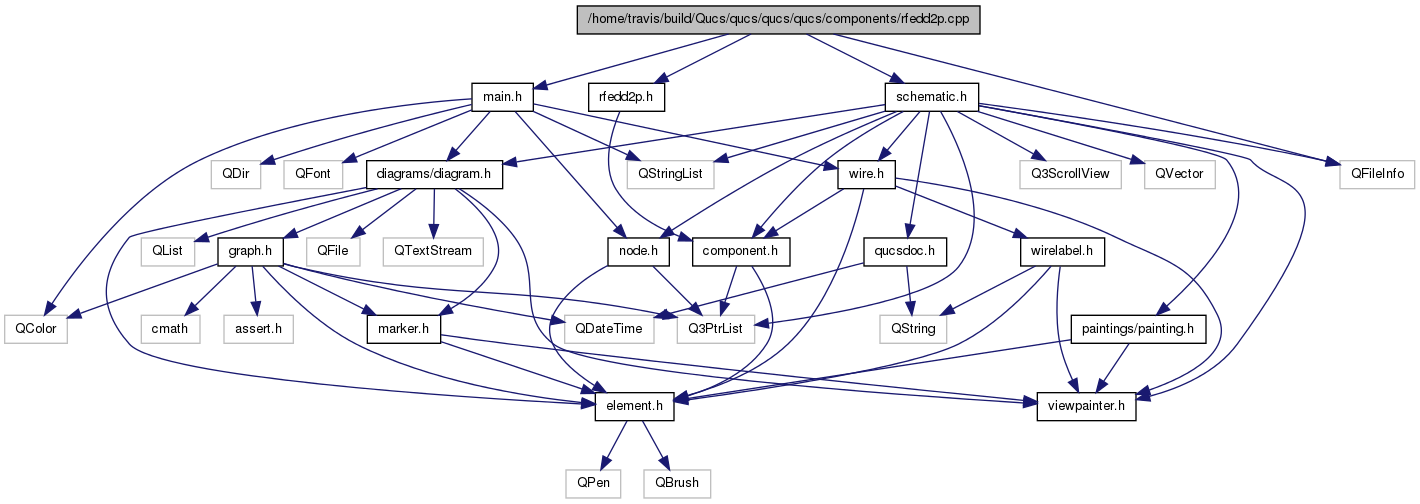 /home/travis/build/Qucs/qucs/qucs/qucs/components/rfedd2p.cpp
main.h
rfedd2p.h
schematic.h
QDir
QFont
diagrams/diagram.h
QStringList
wire.h
Q3ScrollView
QVector
QFileInfo
QList
graph.h
QFile
QTextStream
node.h
component.h
qucsdoc.h
wirelabel.h
QColor
cmath
assert.h
marker.h
QDateTime
Q3PtrList
QString
paintings/painting.h
element.h
viewpainter.h
QPen
QBrush